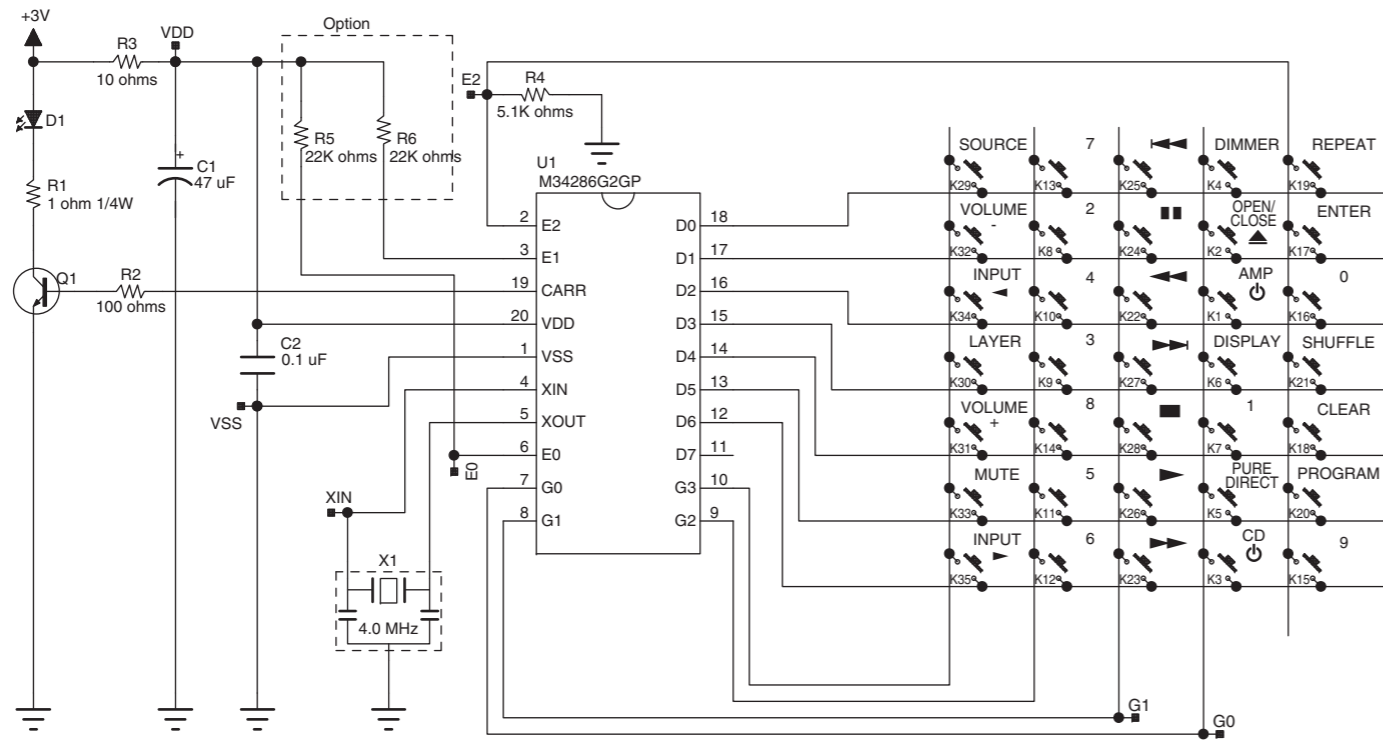 +3V
R3
10 ohms
VDD
Option
D1
R1
1 ohm 1/4W
C1
+
47 uF
R5
22K ohms
R6
22K ohms
E2
R4
5.1K ohms
Q1
R2
100 ohms
C2
0.1 uF
VSS
XIN
X1
4.0 MHz
E0
U1
M34286G2GP
2 E2 D0 18
3 E1 D1 17
19 CARR D2 16
20 VDD D3 15
1 VSS D4 14
4 XIN D5 13
5 XOUT D6 12
6 E0 D7 11
7 G0 G3 10
8 G1 G2 9
SOURCE 7 DIMMER REPEAT
K29 K13 K25 K4 K19
VOLUME - 2 OPEN/CLOSE ENTER
K32 K8 K24 K2 K17
INPUT 4 AMP 0
K34 K10 K22 K1 K16
LAYER 3 DISPLAY SHUFFLE
K30 K9 K27 K6 K21
VOLUME + 8 1 CLEAR
K31 K14 K28 K7 K18
MUTE 5 PURE DIRECT PROGRAM
K33 K11 K26 K5 K20
INPUT 6 CD 9
K35 K12 K23 K3 K15
G1
G0